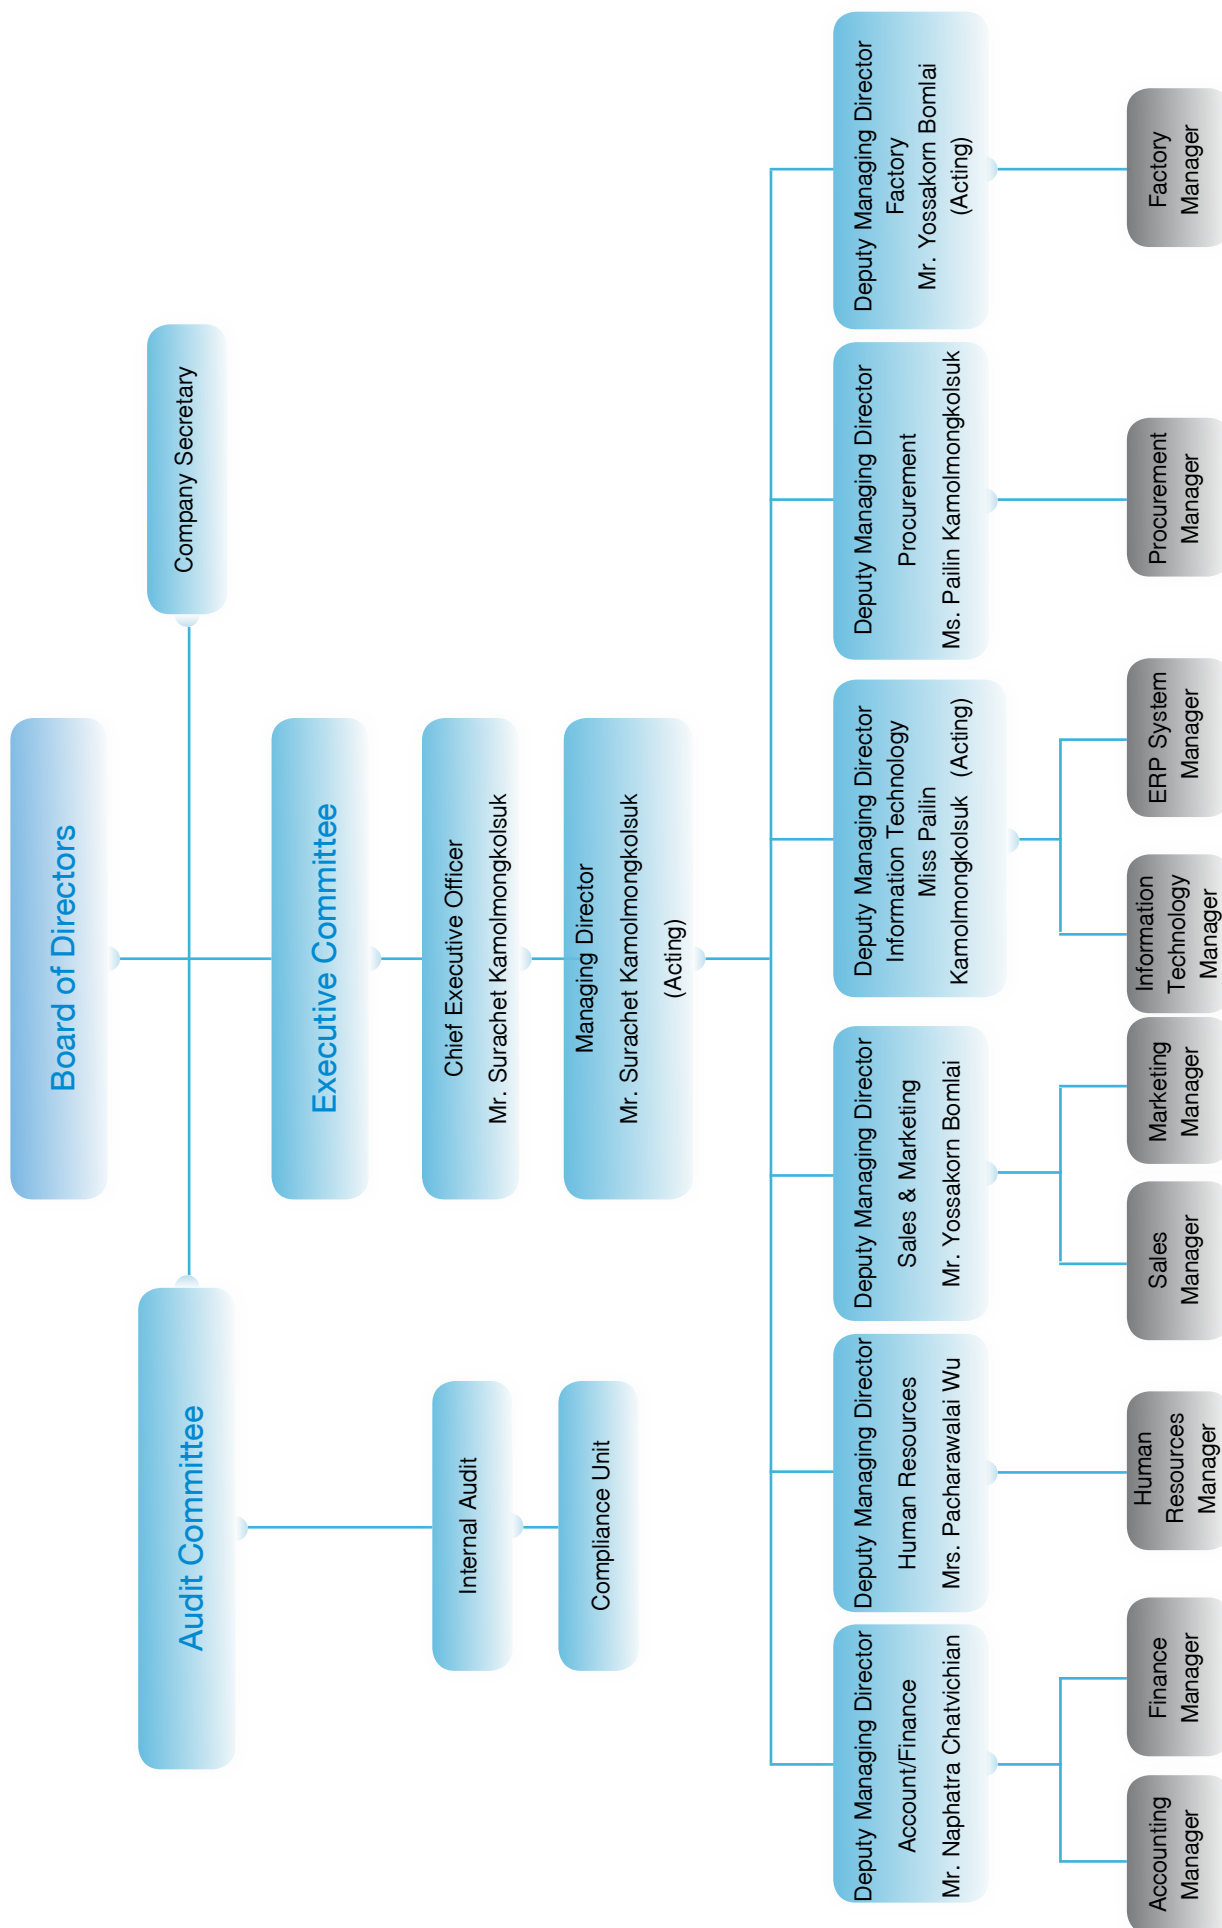 Board of Directors
Company Secretary
Audit Committee
Executive Committee
Internal Audit
Compliance Unit
Chief Executive Officer
Mr. Surachet Kamolmongkolsuk
Managing Director
Mr. Surachet Kamolmongkolsuk
(Acting)
Deputy Managing Director
Account/Finance
Mr. Naphatra Chatvichian
Deputy Managing Director
Human Resources
Mrs. Pacharawalai Wu
Deputy Managing Director
Sales & Marketing
Mr. Yossakorn Bomlai
Deputy Managing Director
Information Technology
Miss Pailin
Kamolmongkolsuk (Acting)
Deputy Managing Director
Procurement
Ms. Pailin Kamolmongkolsuk
Deputy Managing Director
Factory
Mr. Yossakorn Bomlai
(Acting)
Accounting
Manager
Finance
Manager
Human
Resources
Manager
Sales
Manager
Marketing
Manager
Information
Technology
Manager
ERP System
Manager
Procurement
Manager
Factory
Manager